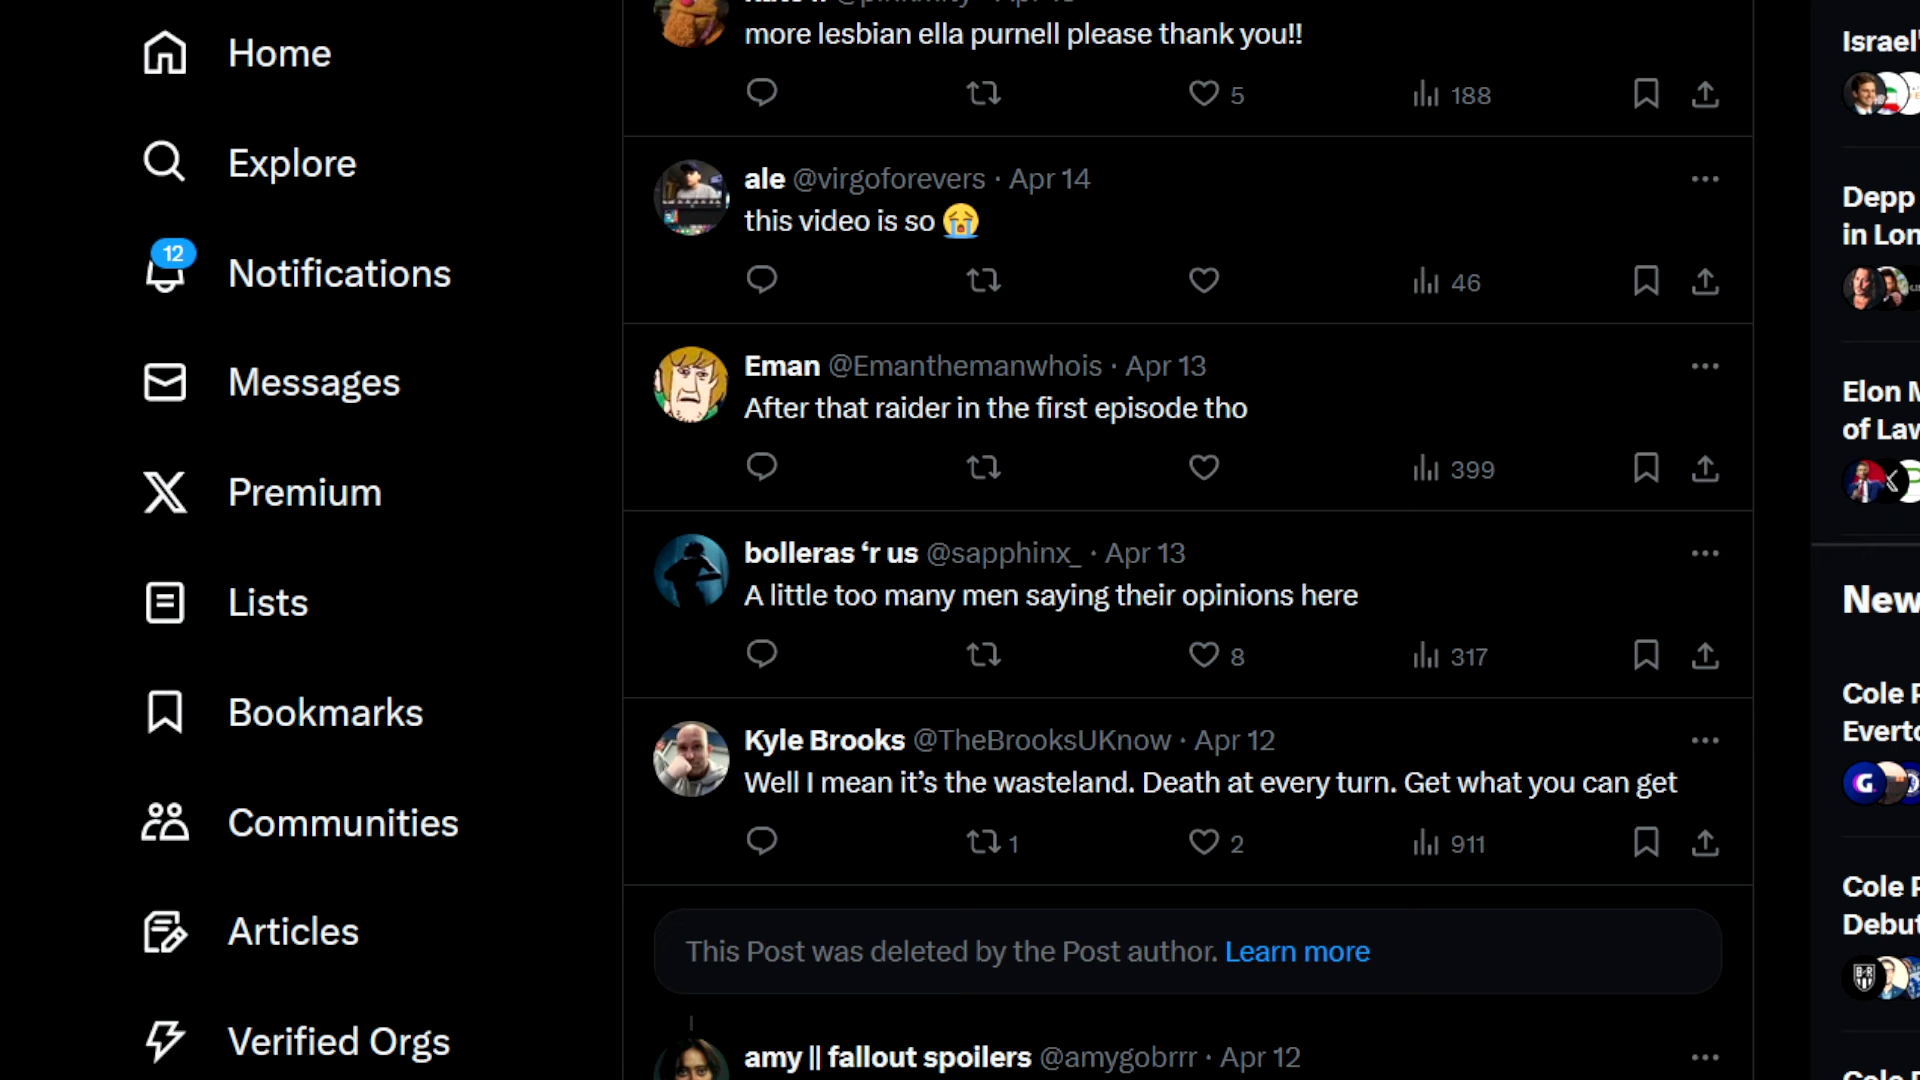 Home
Explore
12
Notifications
Messages
Premium
Lists
Bookmarks
Communities
Articles
Verified Orgs
more lesbian ella purnell please thank you!!
5 188
ale @virgoforevers · Apr 14
this video is so 😭
46
Eman @Emanthemanwhois · Apr 13
After that raider in the first episode tho
399
bolleras ‘r us @sapphinx_ · Apr 13
A little too many men saying their opinions here
8 317
Kyle Brooks @TheBrooksUKnow · Apr 12
Well I mean it’s the wasteland. Death at every turn. Get what you can get
1 2 911
This Post was deleted by the Post author. Learn more
amy || fallout spoilers @amygobrrr · Apr 12
Israel'
Depp
in Lon
Elon M
of Law
New
Cole P
Everto
Cole P
Debut